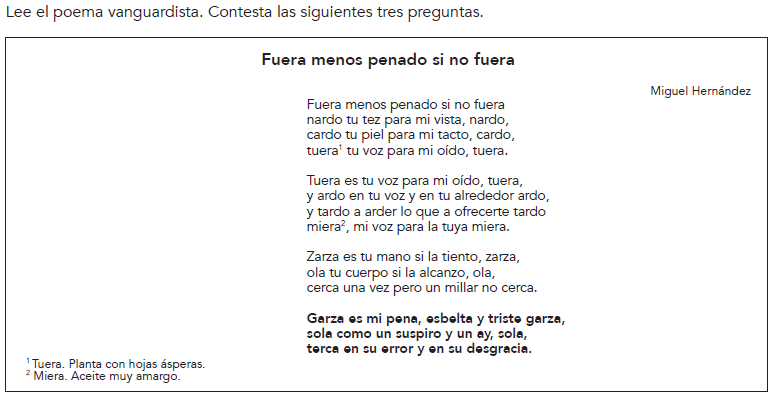 Lee el poema vanguardista. Contesta las siguientes tres preguntas.
Fuera menos penado si no fuera
Miguel Hernández
Fuera menos penado si no fuera
nardo tu tez para mi vista, nardo,
cardo tu piel para mi tacto, cardo,
tuera¹ tu voz para mi oído, tuera.
Tuera es tu voz para mi oído, tuera,
y ardo en tu voz y en tu alrededor ardo,
y tardo a arder lo que a ofrecerte tardo
miera², mi voz para la tuya miera.
Zarza es tu mano si la tiento, zarza,
ola tu cuerpo si la alcanzo, ola,
cerca una vez pero un millar no cerca.
Garza es mi pena, esbelta y triste garza,
sola como un suspiro y un ay, sola,
terca en su error y en su desgracia.
¹ Tuera. Planta con hojas ásperas.
² Miera. Aceite muy amargo.